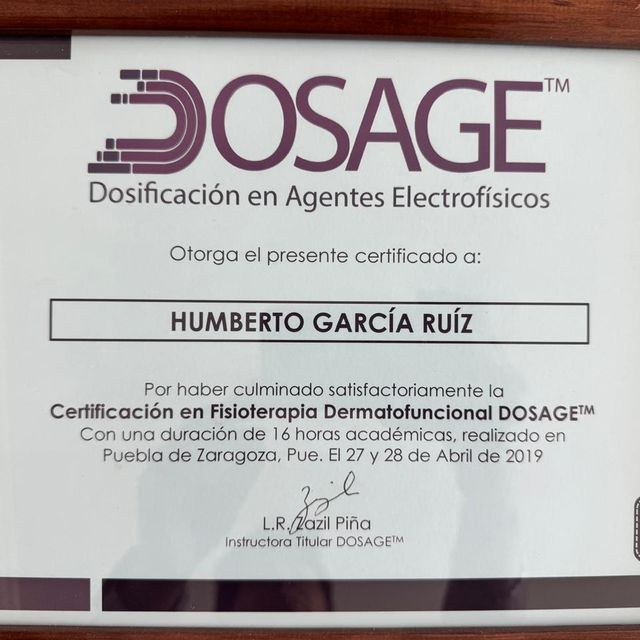 DOSAGE™
Dosificación en Agentes Electrofísicos
Otorga el presente certificado a:
HUMBERTO GARCÍA RUÍZ
Por haber culminado satisfactoriamente la
Certificación en Fisioterapia Dermatofuncional DOSAGE™
Con una duración de 16 horas académicas, realizado en
Puebla de Zaragoza, Pue. El 27 y 28 de Abril de 2019
L.R. Zazil Piña
Instructora Titular DOSAGE™